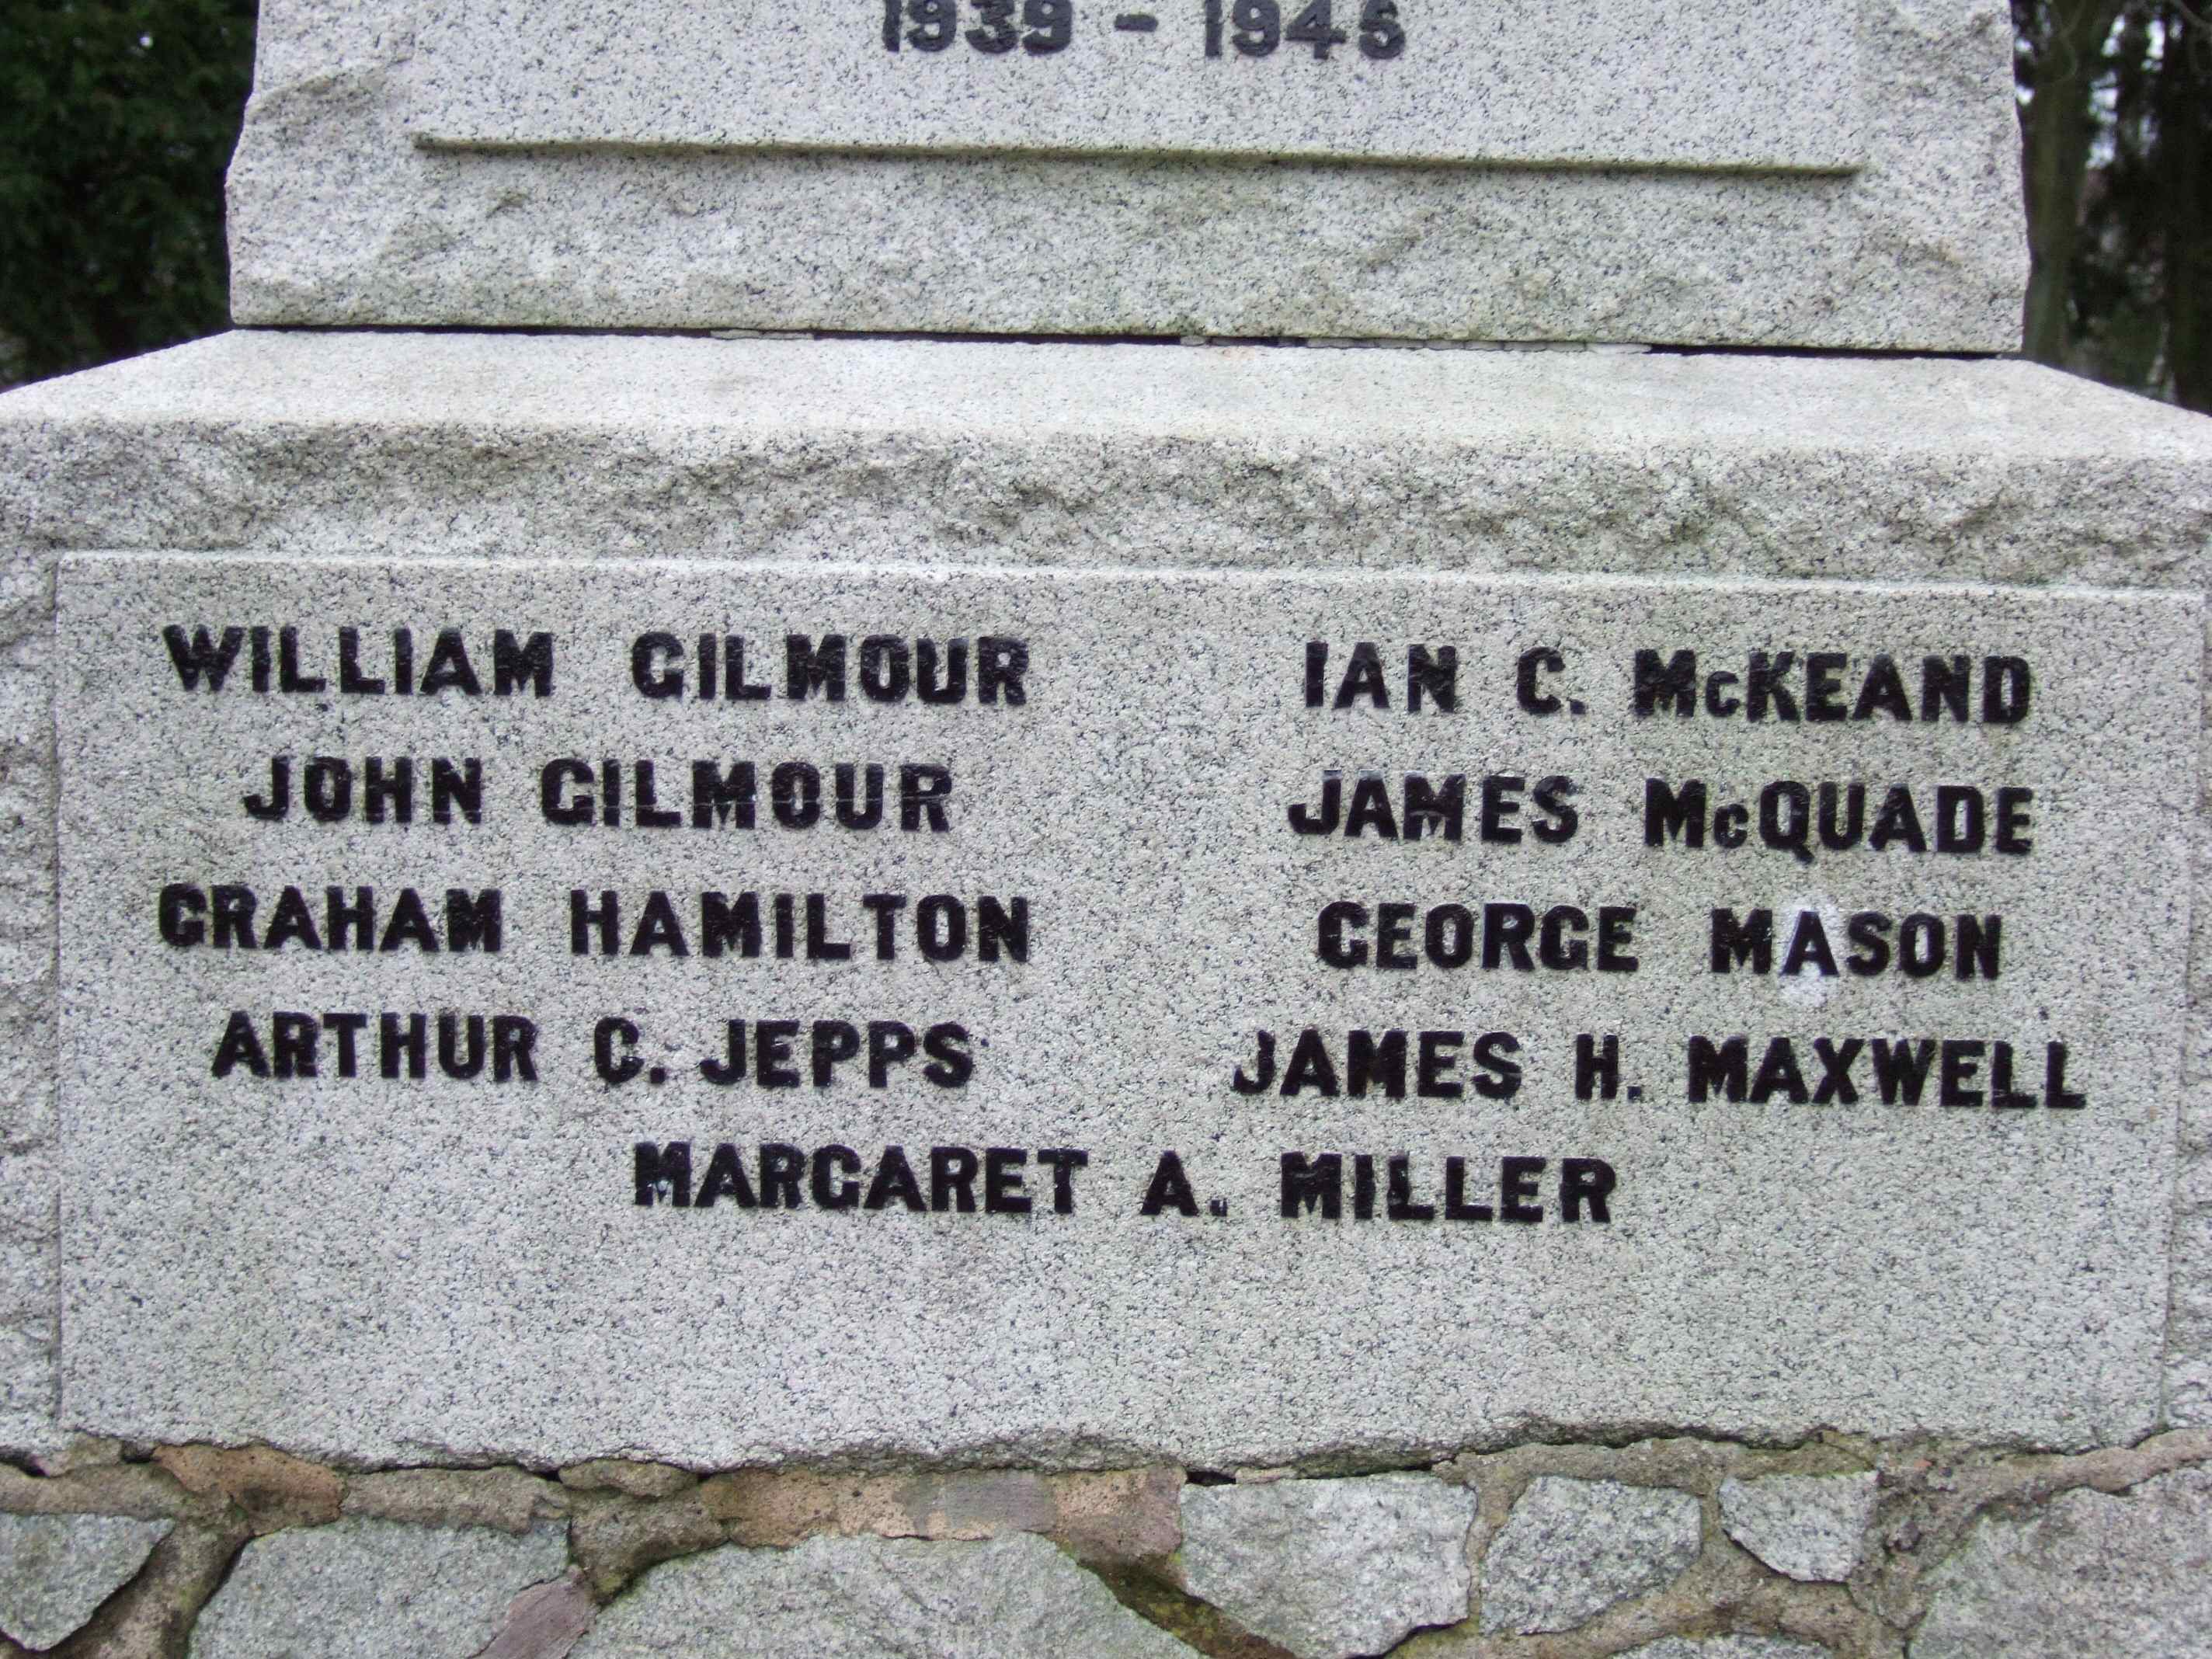 1939 - 1945
WILLIAM GILMOUR
JOHN GILMOUR
GRAHAM HAMILTON
ARTHUR C. JEPPS
IAN C. McKEAND
JAMES McQUADE
GEORGE MASON
JAMES H. MAXWELL
MARGARET A. MILLER